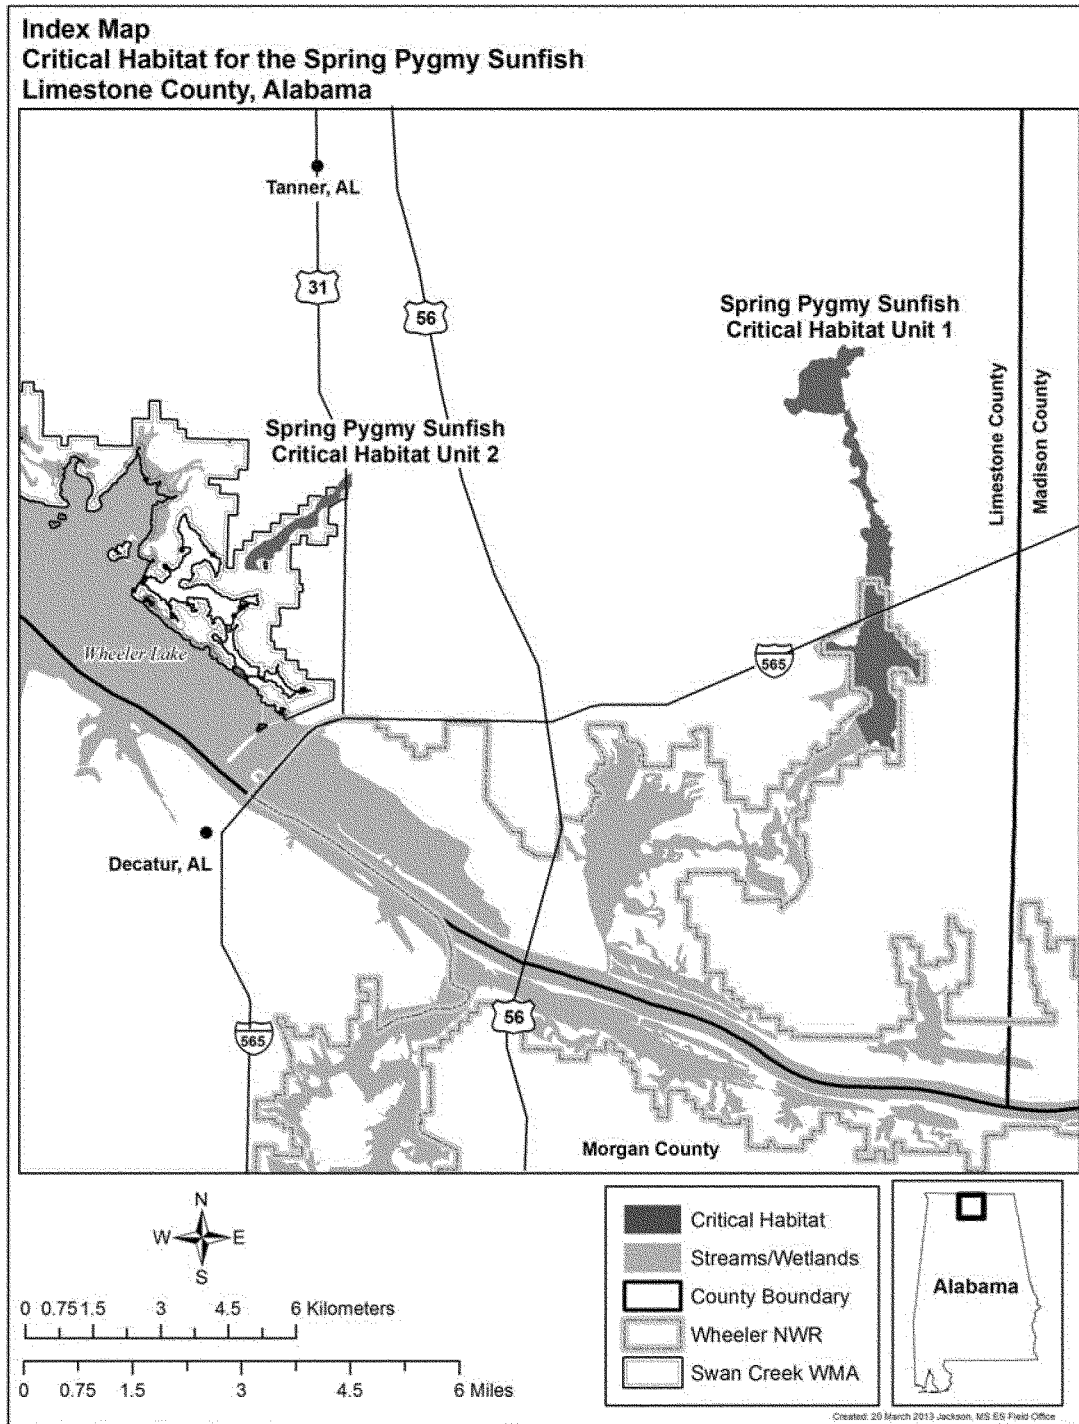 Index Map
Critical Habitat for the Spring Pygmy Sunfish
Limestone County, Alabama
Tanner, AL
31
56
Spring Pygmy Sunfish
Critical Habitat Unit 1
Limestone County
Madison County
Spring Pygmy Sunfish
Critical Habitat Unit 2
Wheeler Lake
565
Decatur, AL
56
565
Morgan County
N
W E
S
0 0.75 1.5 3 4.5 6 Kilometers
0 0.75 1.5 3 4.5 6 Miles
Critical Habitat
Streams/Wetlands
County Boundary
Wheeler NWR
Swan Creek WMA
Alabama
Created: 20 March 2013 Jackson, MS ES Field Office